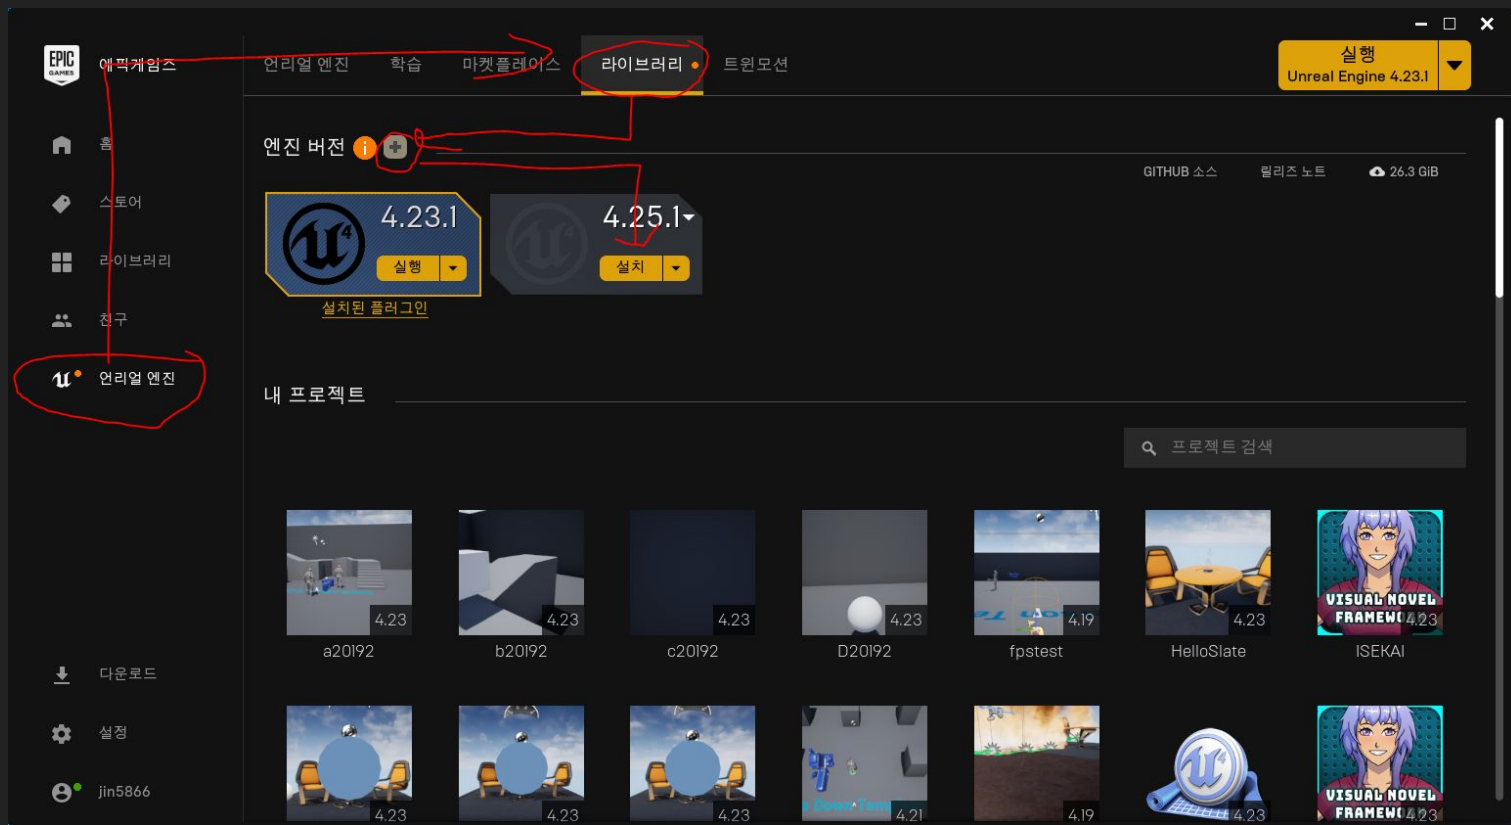 EPIC
GAMES
에픽게임즈
언리얼 엔진
학습
마켓플레이스
라이브러리
트윈모션
실행
Unreal Engine 4.23.1
홈
스토어
라이브러리
친구
언리얼 엔진
다운로드
설정
jin5866
엔진 버전
GITHUB 소스
릴리즈 노트
26.3 GiB
4.23.1
실행
설치된 플러그인
4.25.1
설치
내 프로젝트
프로젝트 검색
4.23
4.23
4.23
4.23
4.19
4.23
VISUAL NOVEL
4.23
a20192
b20192
c20192
D20192
fpstest
HelloSlate
ISEKAI
4.23
4.23
4.23
4.21
4.19
4.23
VISUAL NOVEL
4.23